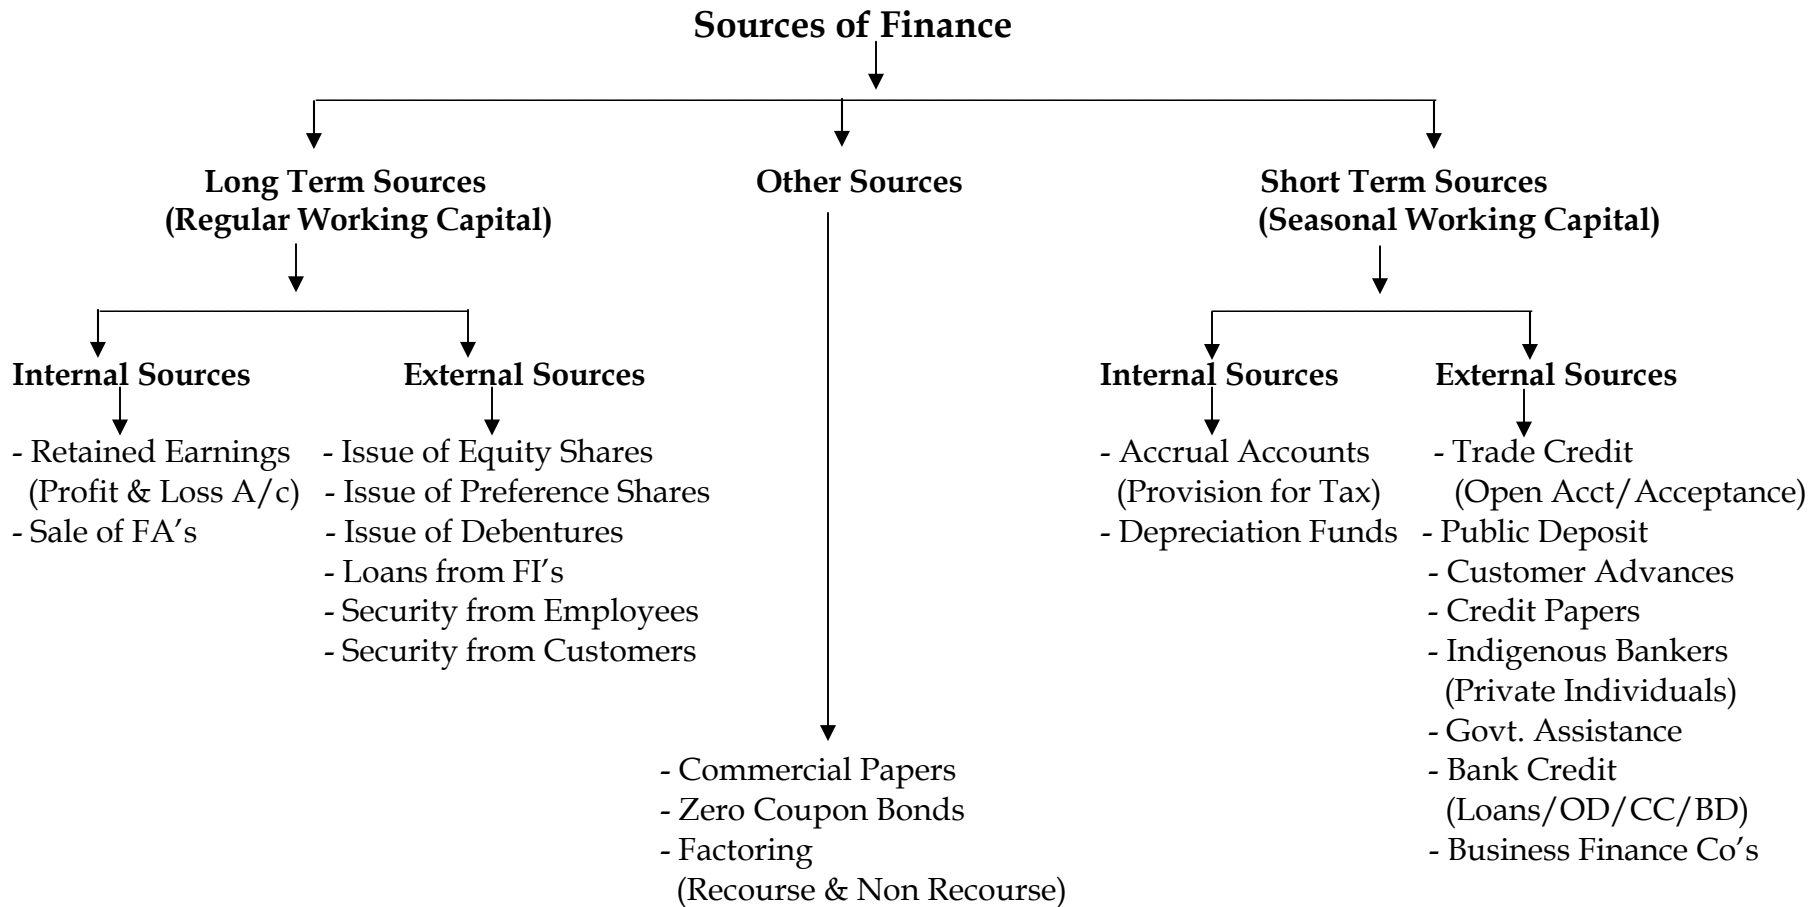 Sources of Finance
Long Term Sources
(Regular Working Capital)
Other Sources
Short Term Sources
(Seasonal Working Capital)
Internal Sources
External Sources
- Retained Earnings
(Profit & Loss A/c)
- Sale of FA’s
- Issue of Equity Shares
- Issue of Preference Shares
- Issue of Debentures
- Loans from FI’s
- Security from Employees
- Security from Customers
- Commercial Papers
- Zero Coupon Bonds
- Factoring
(Recourse & Non Recourse)
Internal Sources
External Sources
- Accrual Accounts
(Provision for Tax)
- Depreciation Funds
- Trade Credit
(Open Acct/Acceptance)
- Public Deposit
- Customer Advances
- Credit Papers
- Indigenous Bankers
(Private Individuals)
- Govt. Assistance
- Bank Credit
(Loans/OD/CC/BD)
- Business Finance Co’s